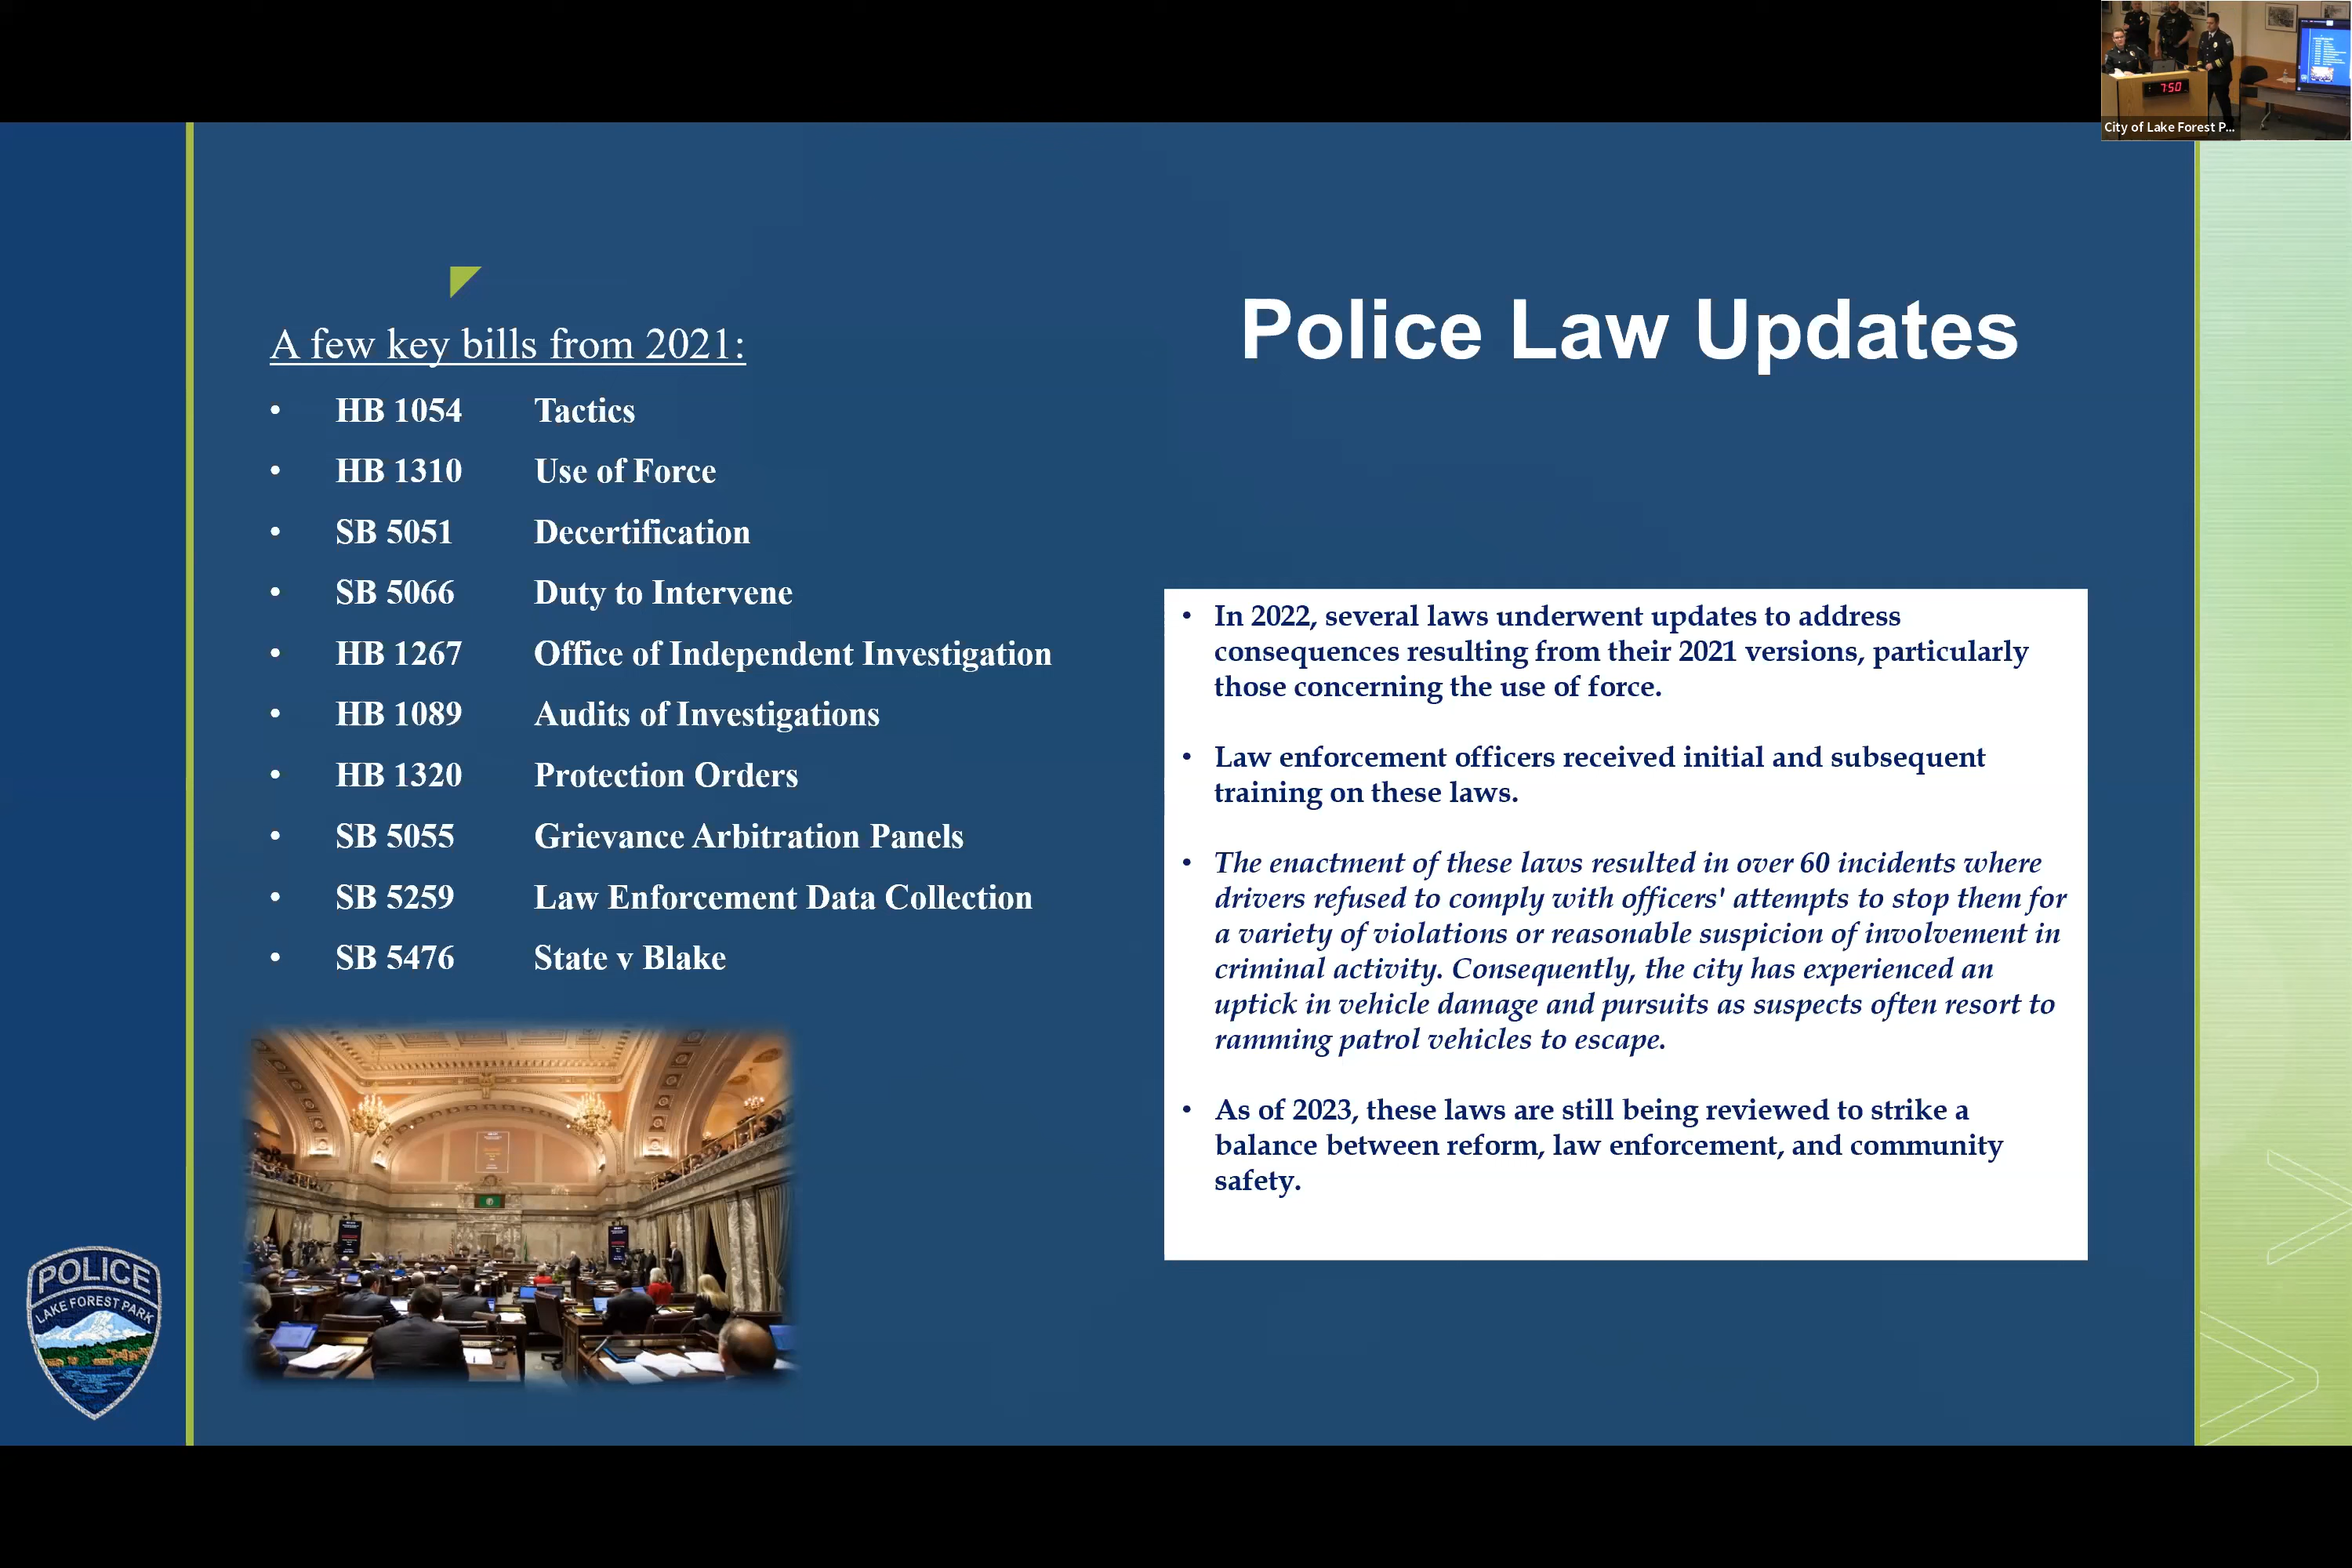 City of Lake Forest P...
750
Police Law Updates
A few key bills from 2021:
• HB 1054 Tactics
• HB 1310 Use of Force
• SB 5051 Decertification
• SB 5066 Duty to Intervene
• HB 1267 Office of Independent Investigation
• HB 1089 Audits of Investigations
• HB 1320 Protection Orders
• SB 5055 Grievance Arbitration Panels
• SB 5259 Law Enforcement Data Collection
• SB 5476 State v Blake
• In 2022, several laws underwent updates to address
consequences resulting from their 2021 versions, particularly
those concerning the use of force.
• Law enforcement officers received initial and subsequent
training on these laws.
• The enactment of these laws resulted in over 60 incidents where
drivers refused to comply with officers' attempts to stop them for
a variety of violations or reasonable suspicion of involvement in
criminal activity. Consequently, the city has experienced an
uptick in vehicle damage and pursuits as suspects often resort to
ramming patrol vehicles to escape.
• As of 2023, these laws are still being reviewed to strike a
balance between reform, law enforcement, and community
safety.
POLICE
LAKE FOREST PARK